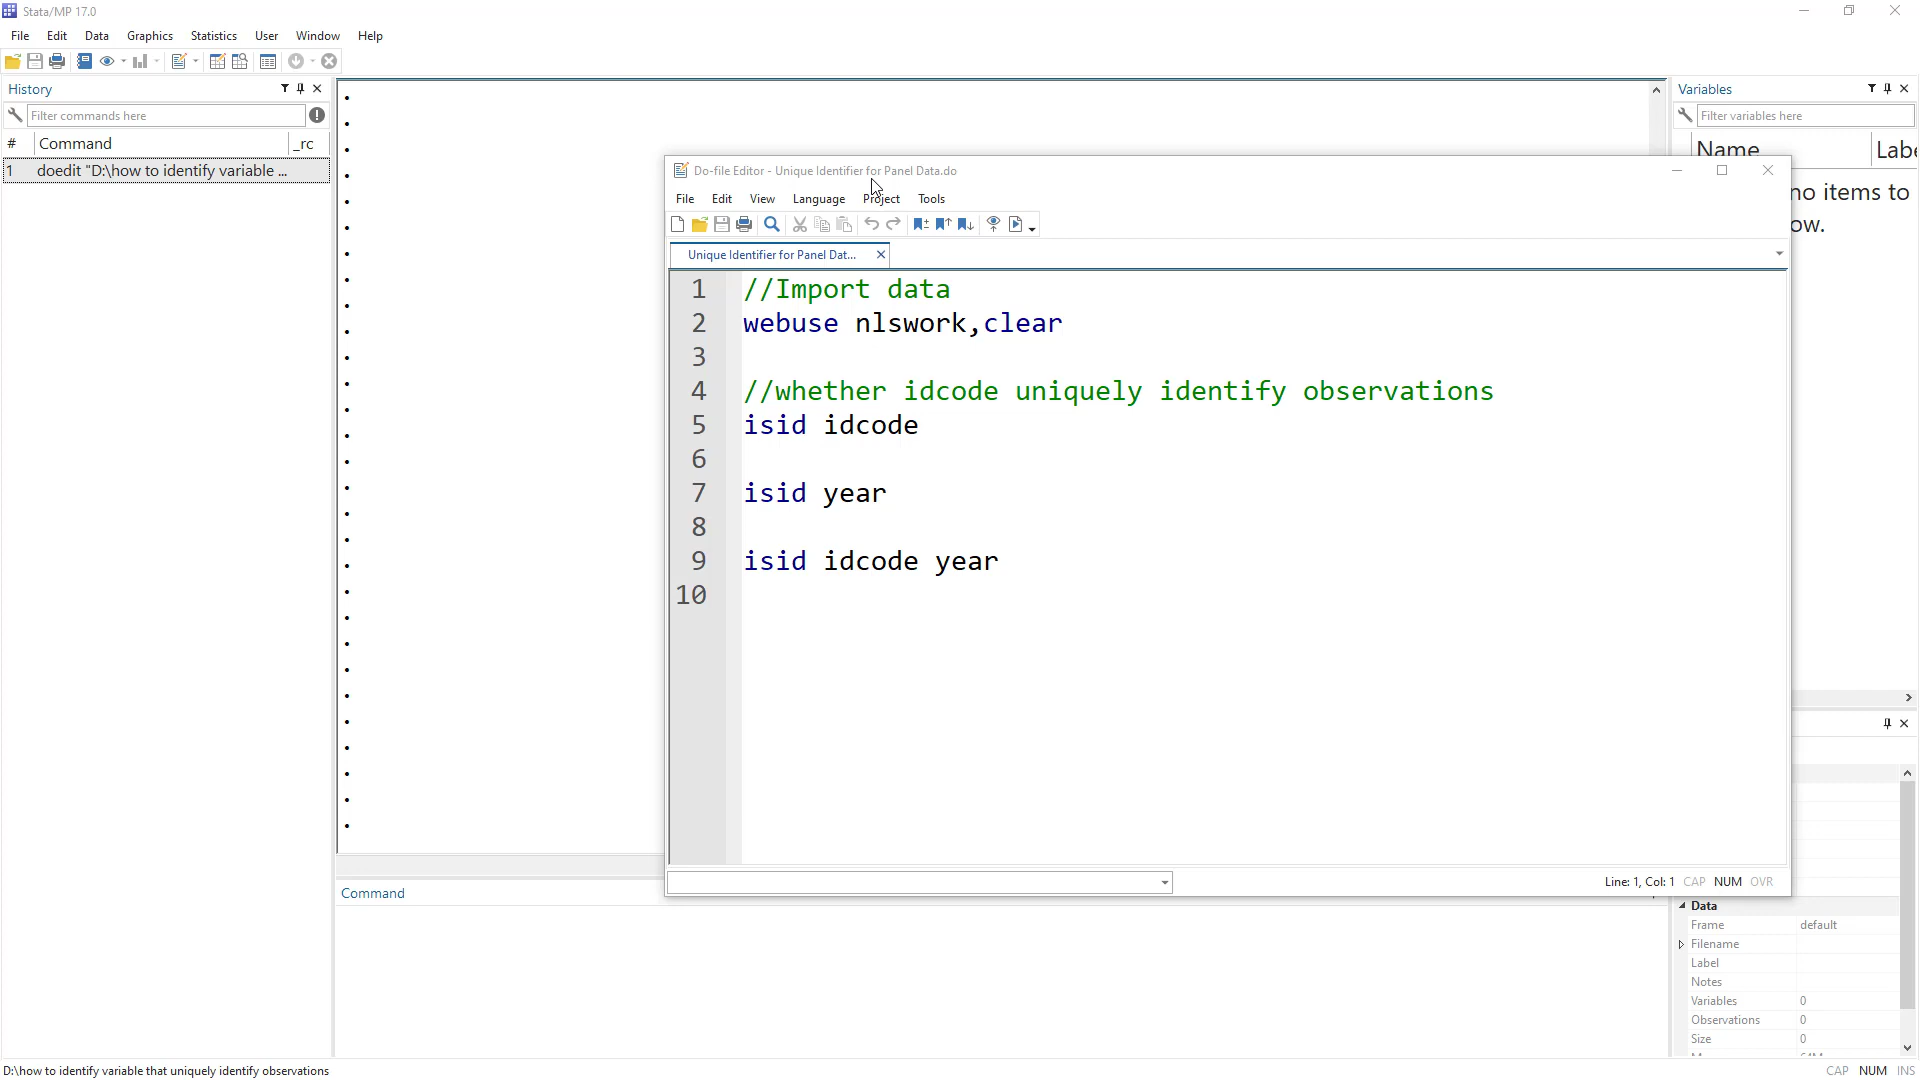 Stata/MP 17.0
File Edit Data Graphics Statistics User Window Help
History
Filter commands here
# Command _rc
1 doedit "D:\how to identify variable ...
Variables
Filter variables here
Name Labe
no items to
ow.
Do-file Editor - Unique Identifier for Panel Data.do
File Edit View Language Project Tools
Unique Identifier for Panel Dat...
1 //Import data
2 webuse nlswork,clear
3
4 //whether idcode uniquely identify observations
5 isid idcode
6
7 isid year
8
9 isid idcode year
10
Line: 1, Col: 1 CAP NUM OVR
Command
Data
Frame default
Filename
Label
Notes
Variables 0
Observations 0
Size 0
D:\how to identify variable that uniquely identify observations
CAP NUM INS